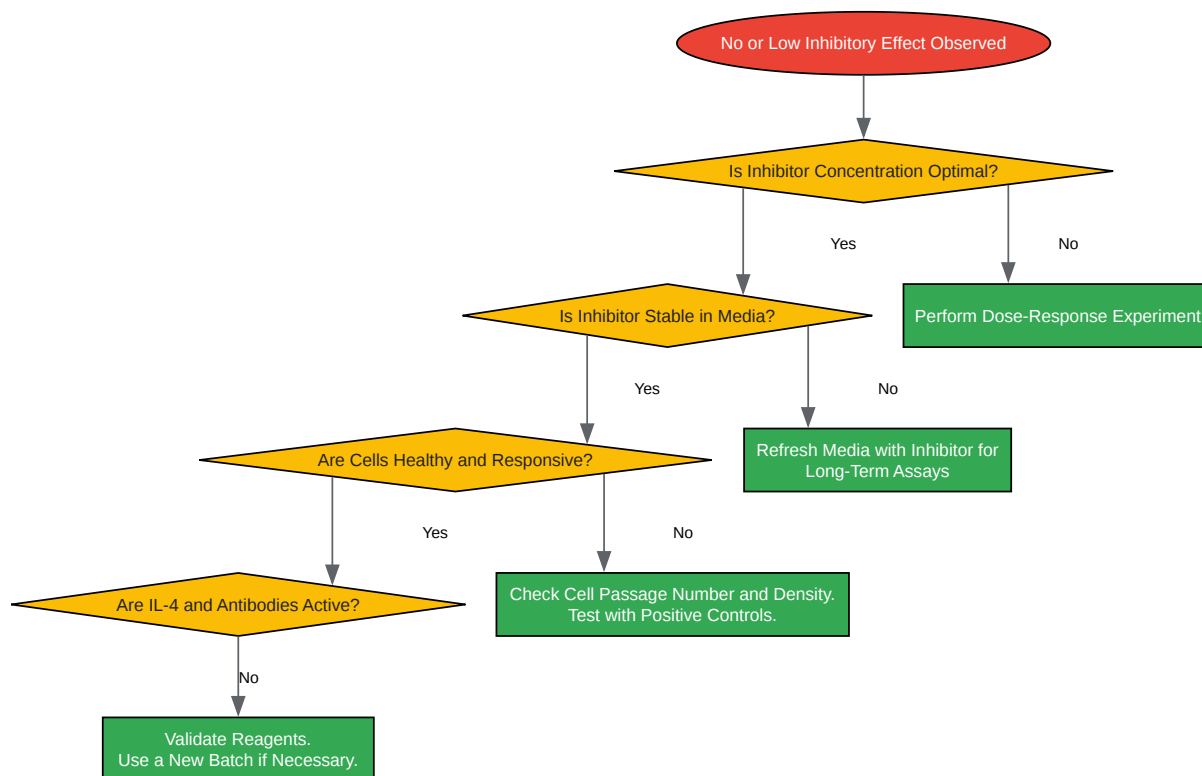 No or Low Inhibitory Effect Observed
Is Inhibitor Concentration Optimal?
Yes
No
Is Inhibitor Stable in Media?
Perform Dose-Response Experiment
Yes
No
Are Cells Healthy and Responsive?
Refresh Media with Inhibitor for
Long-Term Assays
Yes
No
Are IL-4 and Antibodies Active?
Check Cell Passage Number and Density.
Test with Positive Controls.
No
Validate Reagents.
Use a New Batch if Necessary.